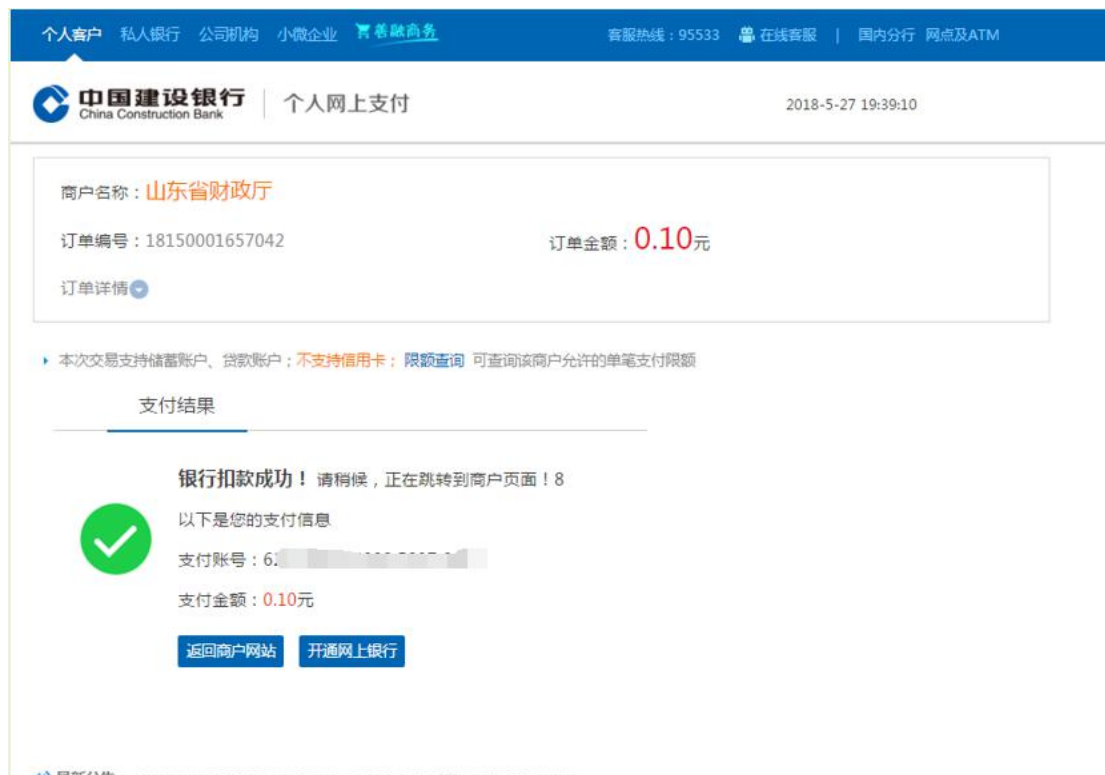 个人客户 私人银行 公司机构 小微企业 善融商务 客服热线：95533 在线客服 | 国内分行 网点及ATM
中国建设银行 个人网上支付 2018-5-27 19:39:10
China Construction Bank
商户名称：山东省财政厅
订单编号：18150001657042 订单金额：0.10元
订单详情
本次交易支持储蓄账户、贷款账户；不支持信用卡； 限额查询 可查询该商户允许的单笔支付限额
支付结果
银行扣款成功！ 请稍候，正在跳转到商户页面！8
以下是您的支付信息
支付账号：62
支付金额：0.10元
返回商户网站 开通网上银行
最新公告